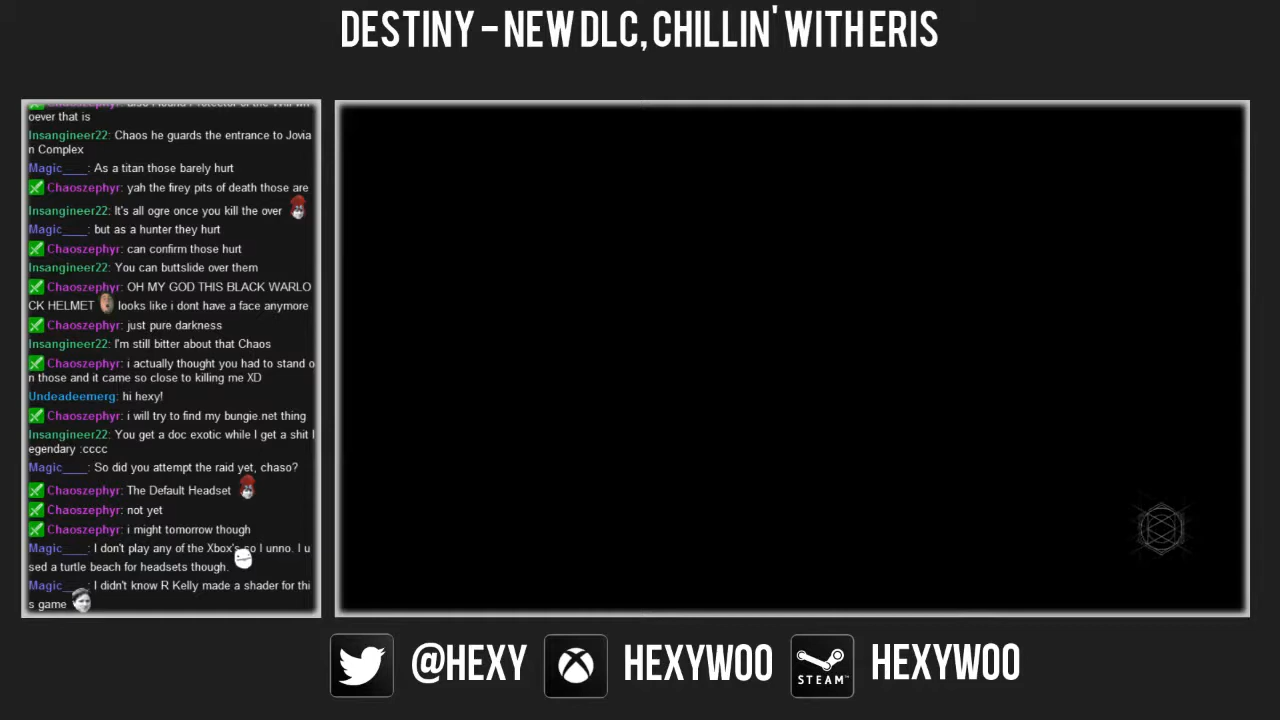 DESTINY - NEW DLC, CHILLIN' WITH ERIS
oever that is
Insangineer22: Chaos he guards the entrance to Jovia
n Complex
Magic____: As a titan those barely hurt
Chaoszephyr: yah the firey pits of death those are
Insangineer22: It's all ogre once you kill the over
Magic____: but as a hunter they hurt
Chaoszephyr: can confirm those hurt
Insangineer22: You can buttslide over them
Chaoszephyr: OH MY GOD THIS BLACK WARLO
CK HELMET looks like i dont have a face anymore
Chaoszephyr: just pure darkness
Insangineer22: I'm still bitter about that Chaos
Chaoszephyr: i actually thought you had to stand o
n those and it came so close to killing me XD
Undeadeemerg: hi hexy!
Chaoszephyr: i will try to find my bungie.net thing
Insangineer22: You get a doc exotic while I get a shit l
egendary :cccc
Magic____: So did you attempt the raid yet, chaso?
Chaoszephyr: The Default Headset
Chaoszephyr: not yet
Chaoszephyr: i might tomorrow though
Magic____: I don't play any of the Xbox's so I unno. I u
sed a turtle beach for headsets though.
Magic____: I didn't know R Kelly made a shader for thi
s game
@HEXY
HEXYWOO
STEAM™
HEXYWOO